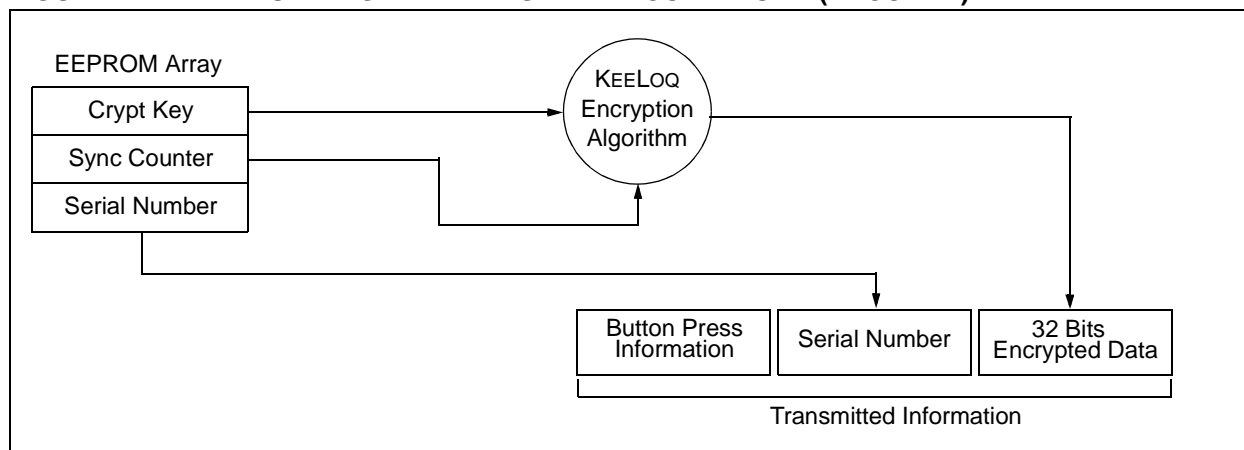 EEPROM Array
Crypt Key
Sync Counter
Serial Number
KEELOQ
Encryption
Algorithm
Button Press
Information
Serial Number
32 Bits
Encrypted Data
Transmitted Information